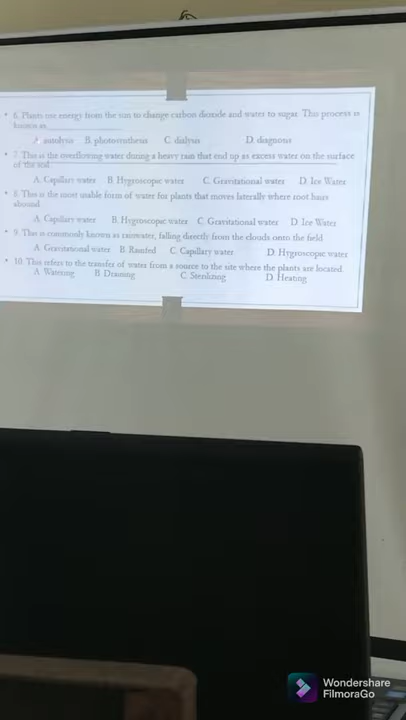 • 6. Plants use energy from the sun to change carbon dioxide and water to sugar. This process is
known as
A. autolysis B. photosynthesis C. dialysis D. diagnosis
• 7. This is the overflowing water during a heavy rain that end up as excess water on the surface
of the soil.
A. Capillary water B. Hygroscopic water C. Gravitational water D. Ice Water
• 8. This is the most usable form of water for plants that moves laterally where root hairs
abound
A. Capillary water B. Hygroscopic water C. Gravitational water D. Ice Water
• 9. This is commonly known as rainwater, falling directly from the clouds onto the field
A. Gravitational water B. Rainfed C. Capillary water D. Hygroscopic water
• 10. This refers to the transfer of water from a source to the site where the plants are located.
A. Watering B. Draining C. Sterilizing D. Heating
Wondershare
FilmoraGo